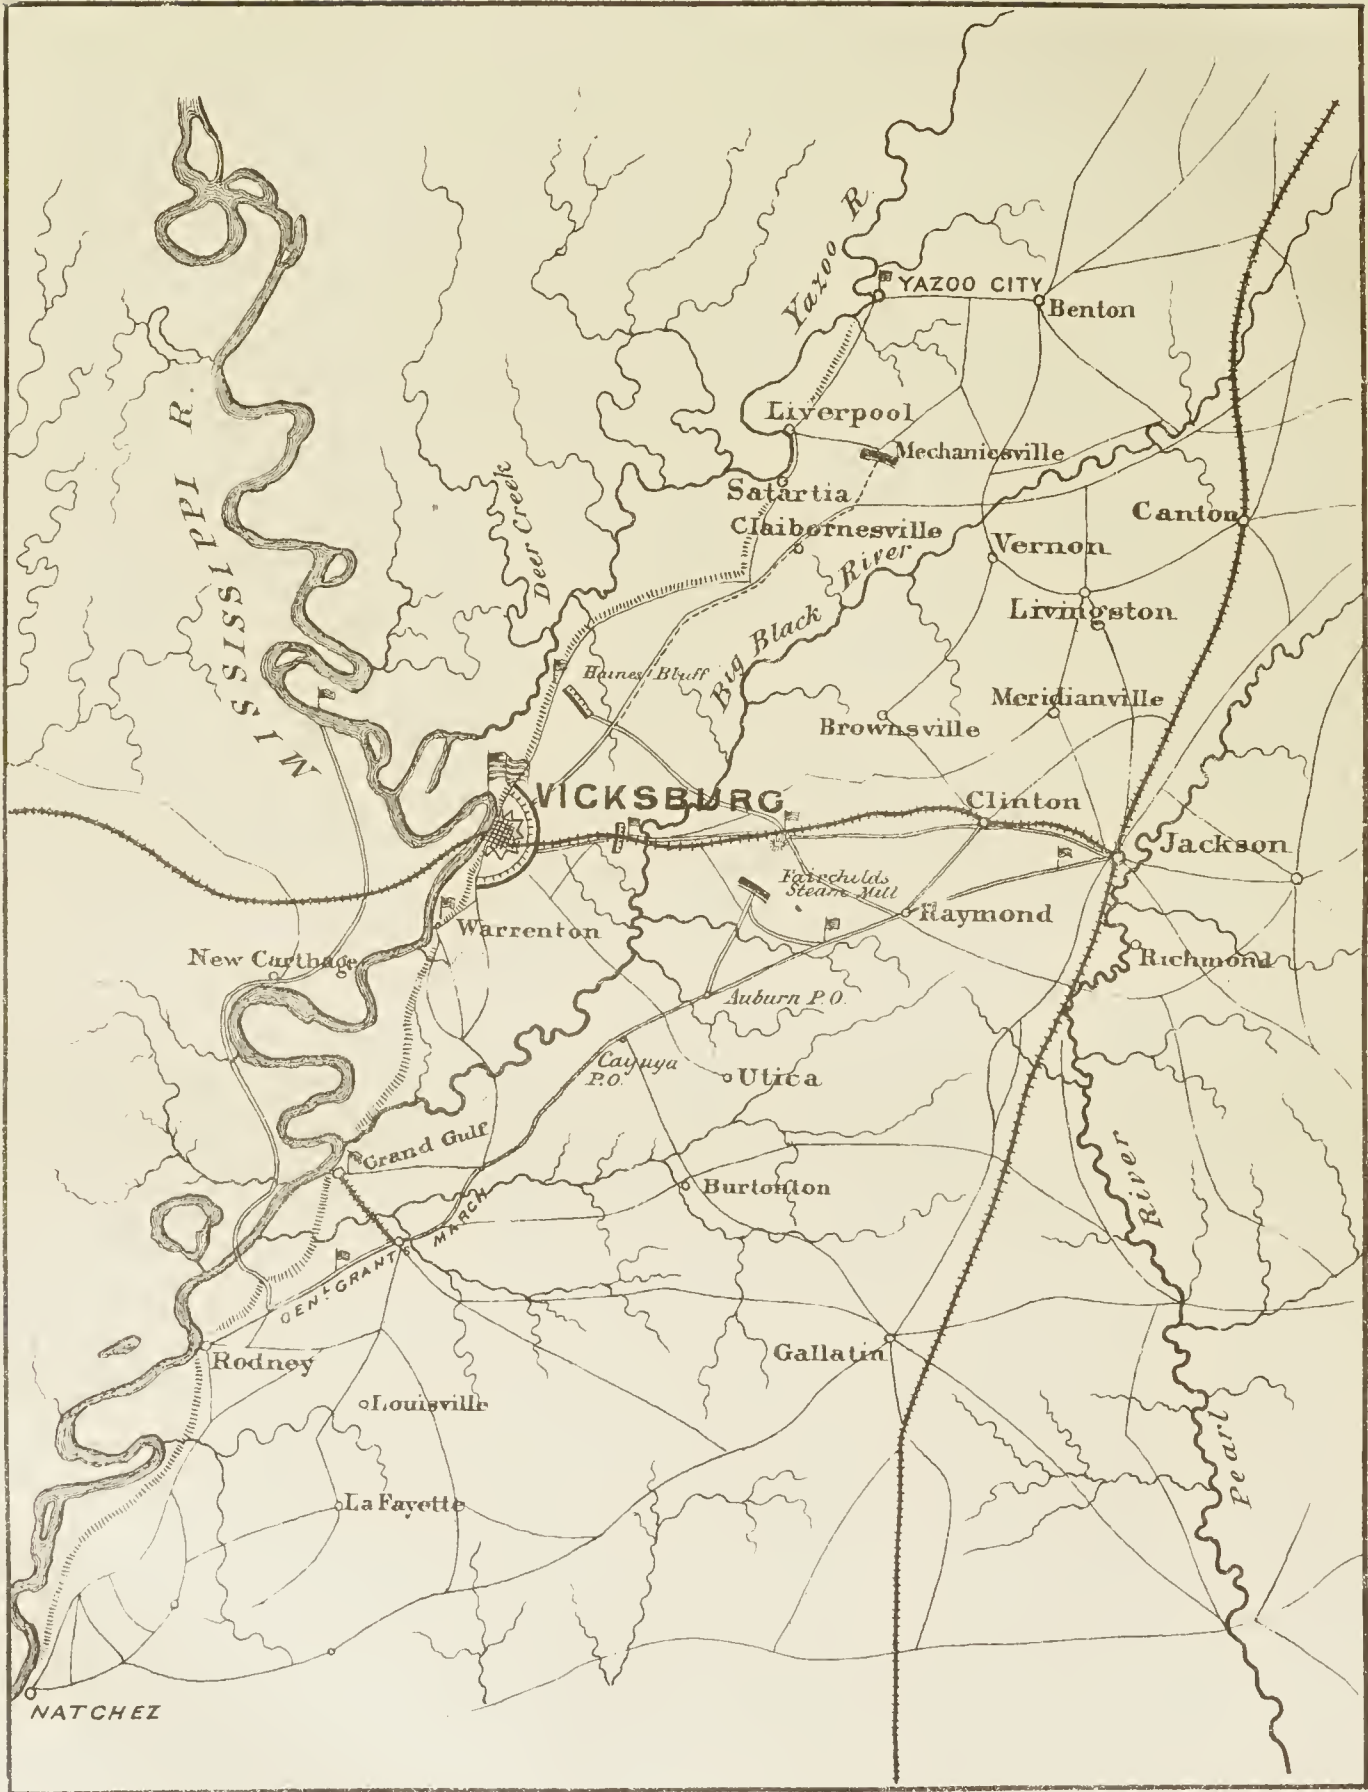 Yazoo R
YAZOO CITY
Benton
MISSISSIPPI R.
Liverpool
Mechanicsville
Satartia
Deer Creek
Claibornesville
Canton
Vernon
Big Black River
Livingston
Haines' Bluff
Meridianville
Brownsville
VICKSBURG
Clinton
Jackson
Fairchilds
Steam Mill
Raymond
Warrenton
New Carthage
Richmond
Auburn P.O.
Cayuga
P.O.
Utica
Grand Gulf
Burtonton
GENL GRANT'S MARCH
Pearl River
Rodney
Gallatin
Louisville
La Fayette
NATCHEZ